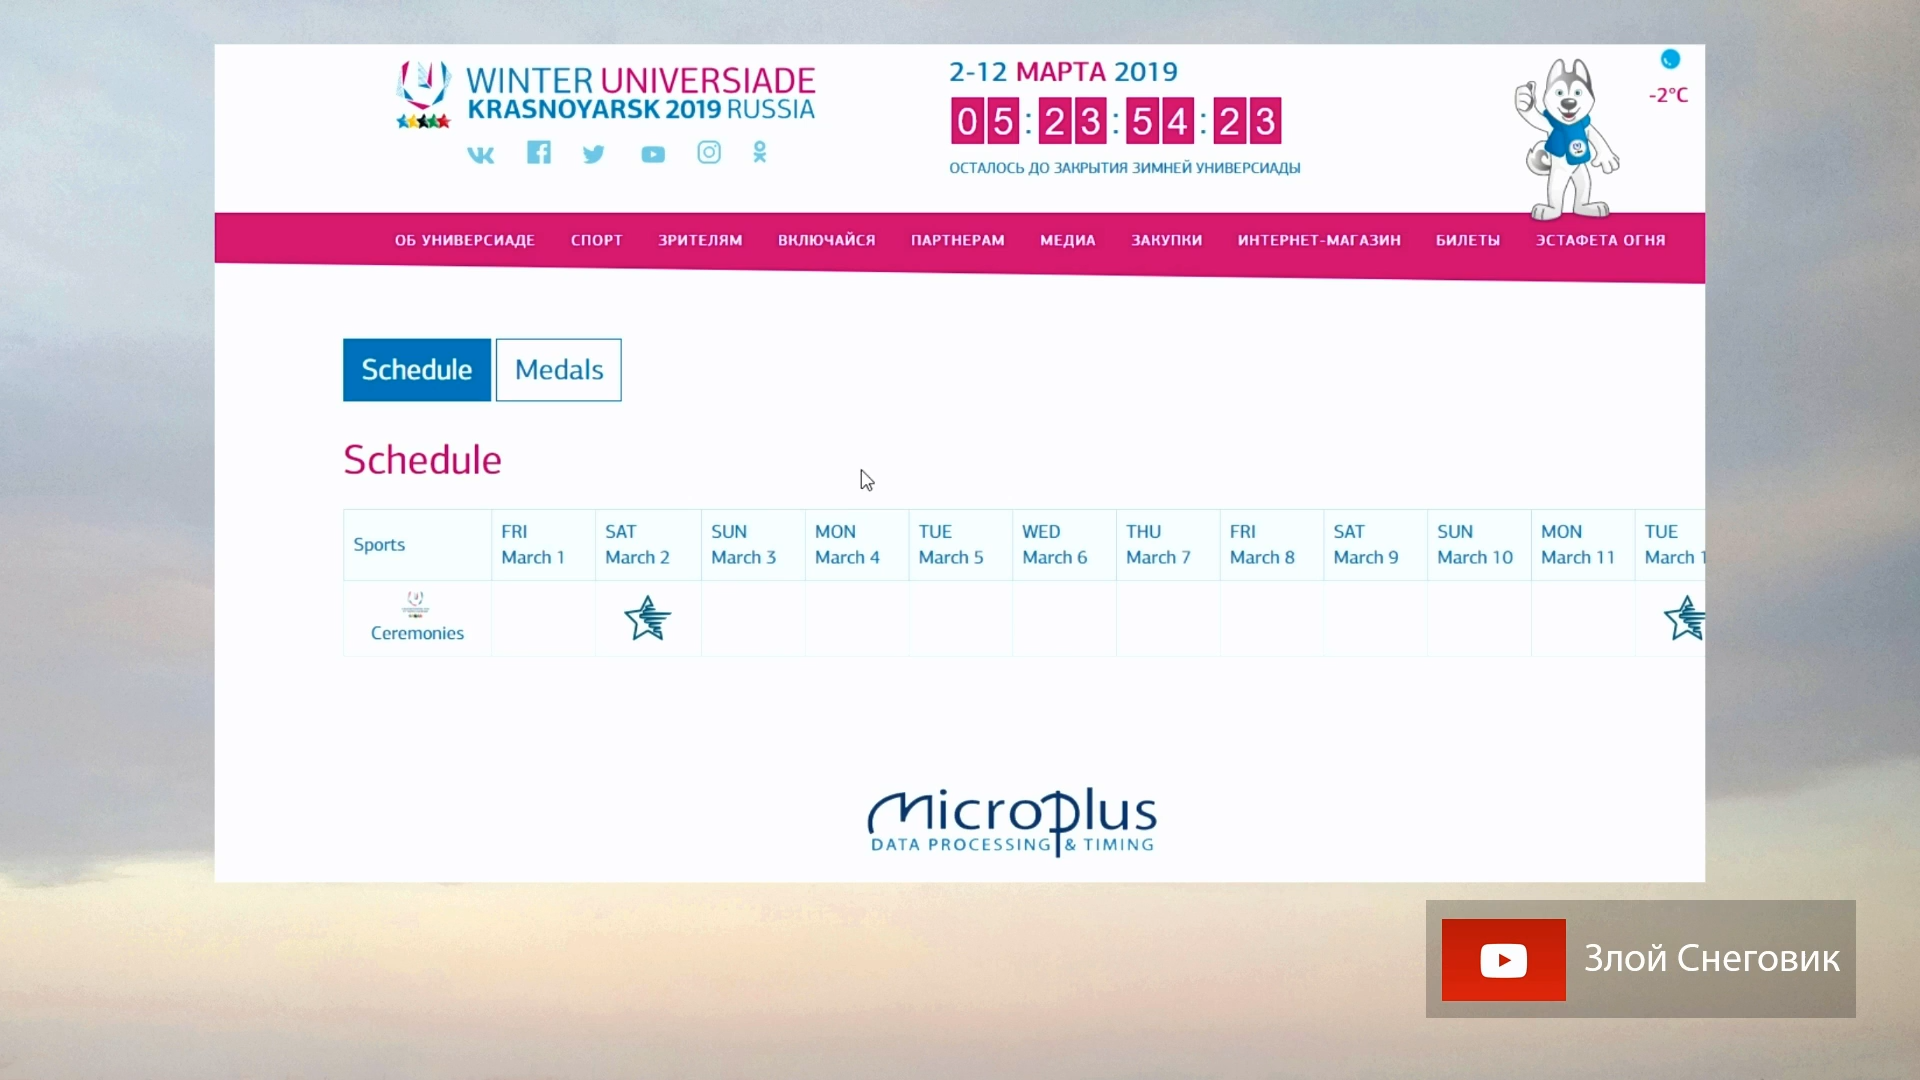 WINTER UNIVERSIADE
KRASNOYARSK 2019 RUSSIA
2-12 МАРТА 2019
05:23:54:23
ОСТАЛОСЬ ДО ЗАКРЫТИЯ ЗИМНЕЙ УНИВЕРСИАДЫ
-2°C
ОБ УНИВЕРСИАДЕ СПОРТ ЗРИТЕЛЯМ ВКЛЮЧАЙСЯ ПАРТНЕРАМ МЕДИА ЗАКУПКИ ИНТЕРНЕТ-МАГАЗИН БИЛЕТЫ ЭСТАФЕТА ОГНЯ
Schedule Medals
Schedule
Sports
FRI SAT SUN MON TUE WED THU FRI SAT SUN MON TUE
March 1 March 2 March 3 March 4 March 5 March 6 March 7 March 8 March 9 March 10 March 11 March 1
Ceremonies
Microplus
DATA PROCESSING & TIMING
Злой Снеговик